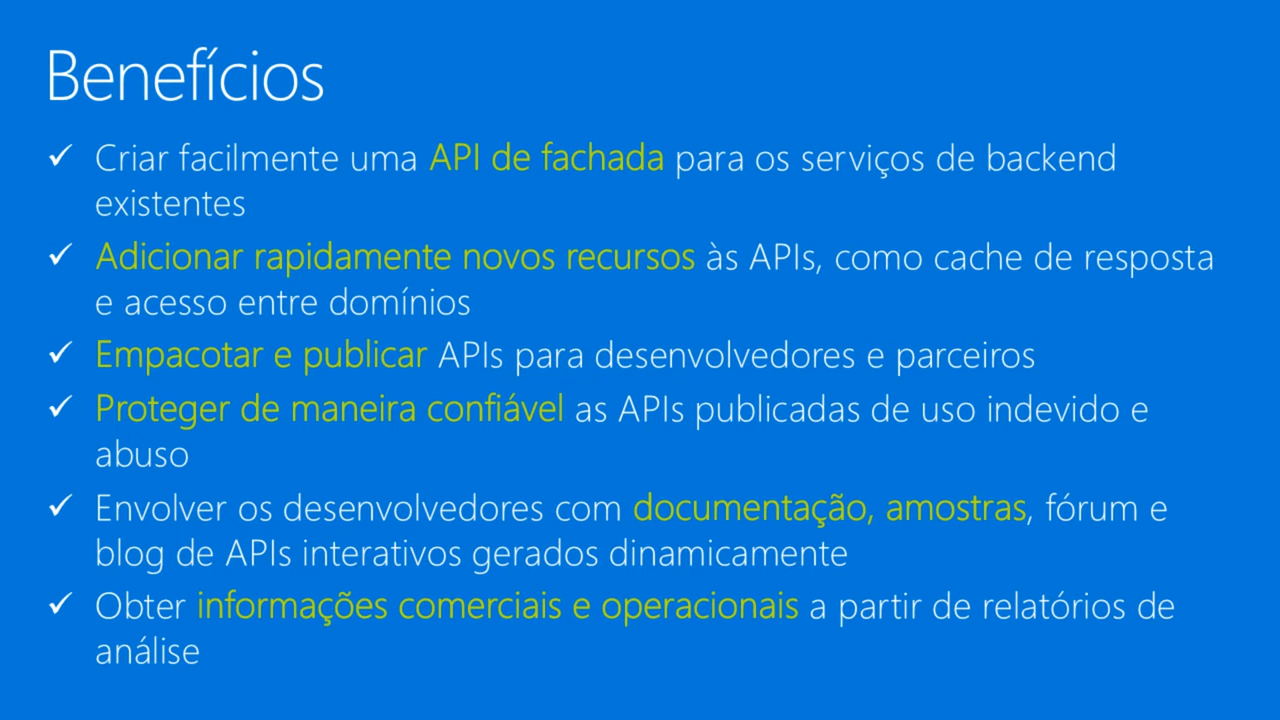 Benefícios
✓ Criar facilmente uma API de fachada para os serviços de backend
existentes
✓ Adicionar rapidamente novos recursos às APIs, como cache de resposta
e acesso entre domínios
✓ Empacotar e publicar APIs para desenvolvedores e parceiros
✓ Proteger de maneira confiável as APIs publicadas de uso indevido e
abuso
✓ Envolver os desenvolvedores com documentação, amostras, fórum e
blog de APIs interativos gerados dinamicamente
✓ Obter informações comerciais e operacionais a partir de relatórios de
análise